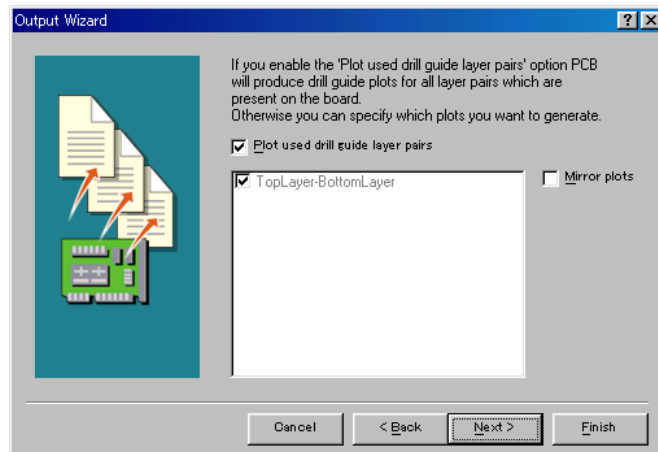 Output Wizard
If you enable the 'Plot used drill guide layer pairs' option PCB
will produce drill guide plots for all layer pairs which are
present on the board.
Otherwise you can specify which plots you want to generate.
Plot used drill guide layer pairs
TopLayer-BottomLayer
Mirror plots
Cancel
< Back
Next >
Finish